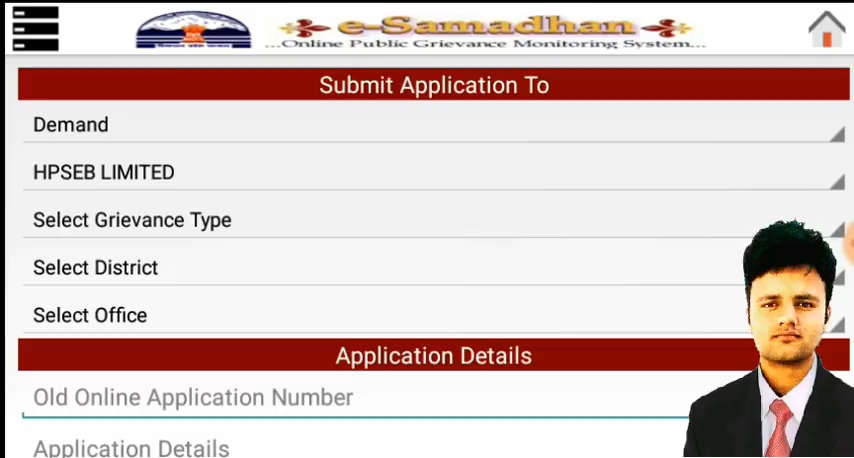 e-Samadhan
...Online Public Grievance Monitoring System...
Submit Application To
Demand
HPSEB LIMITED
Select Grievance Type
Select District
Select Office
Application Details
Old Online Application Number
Application Details